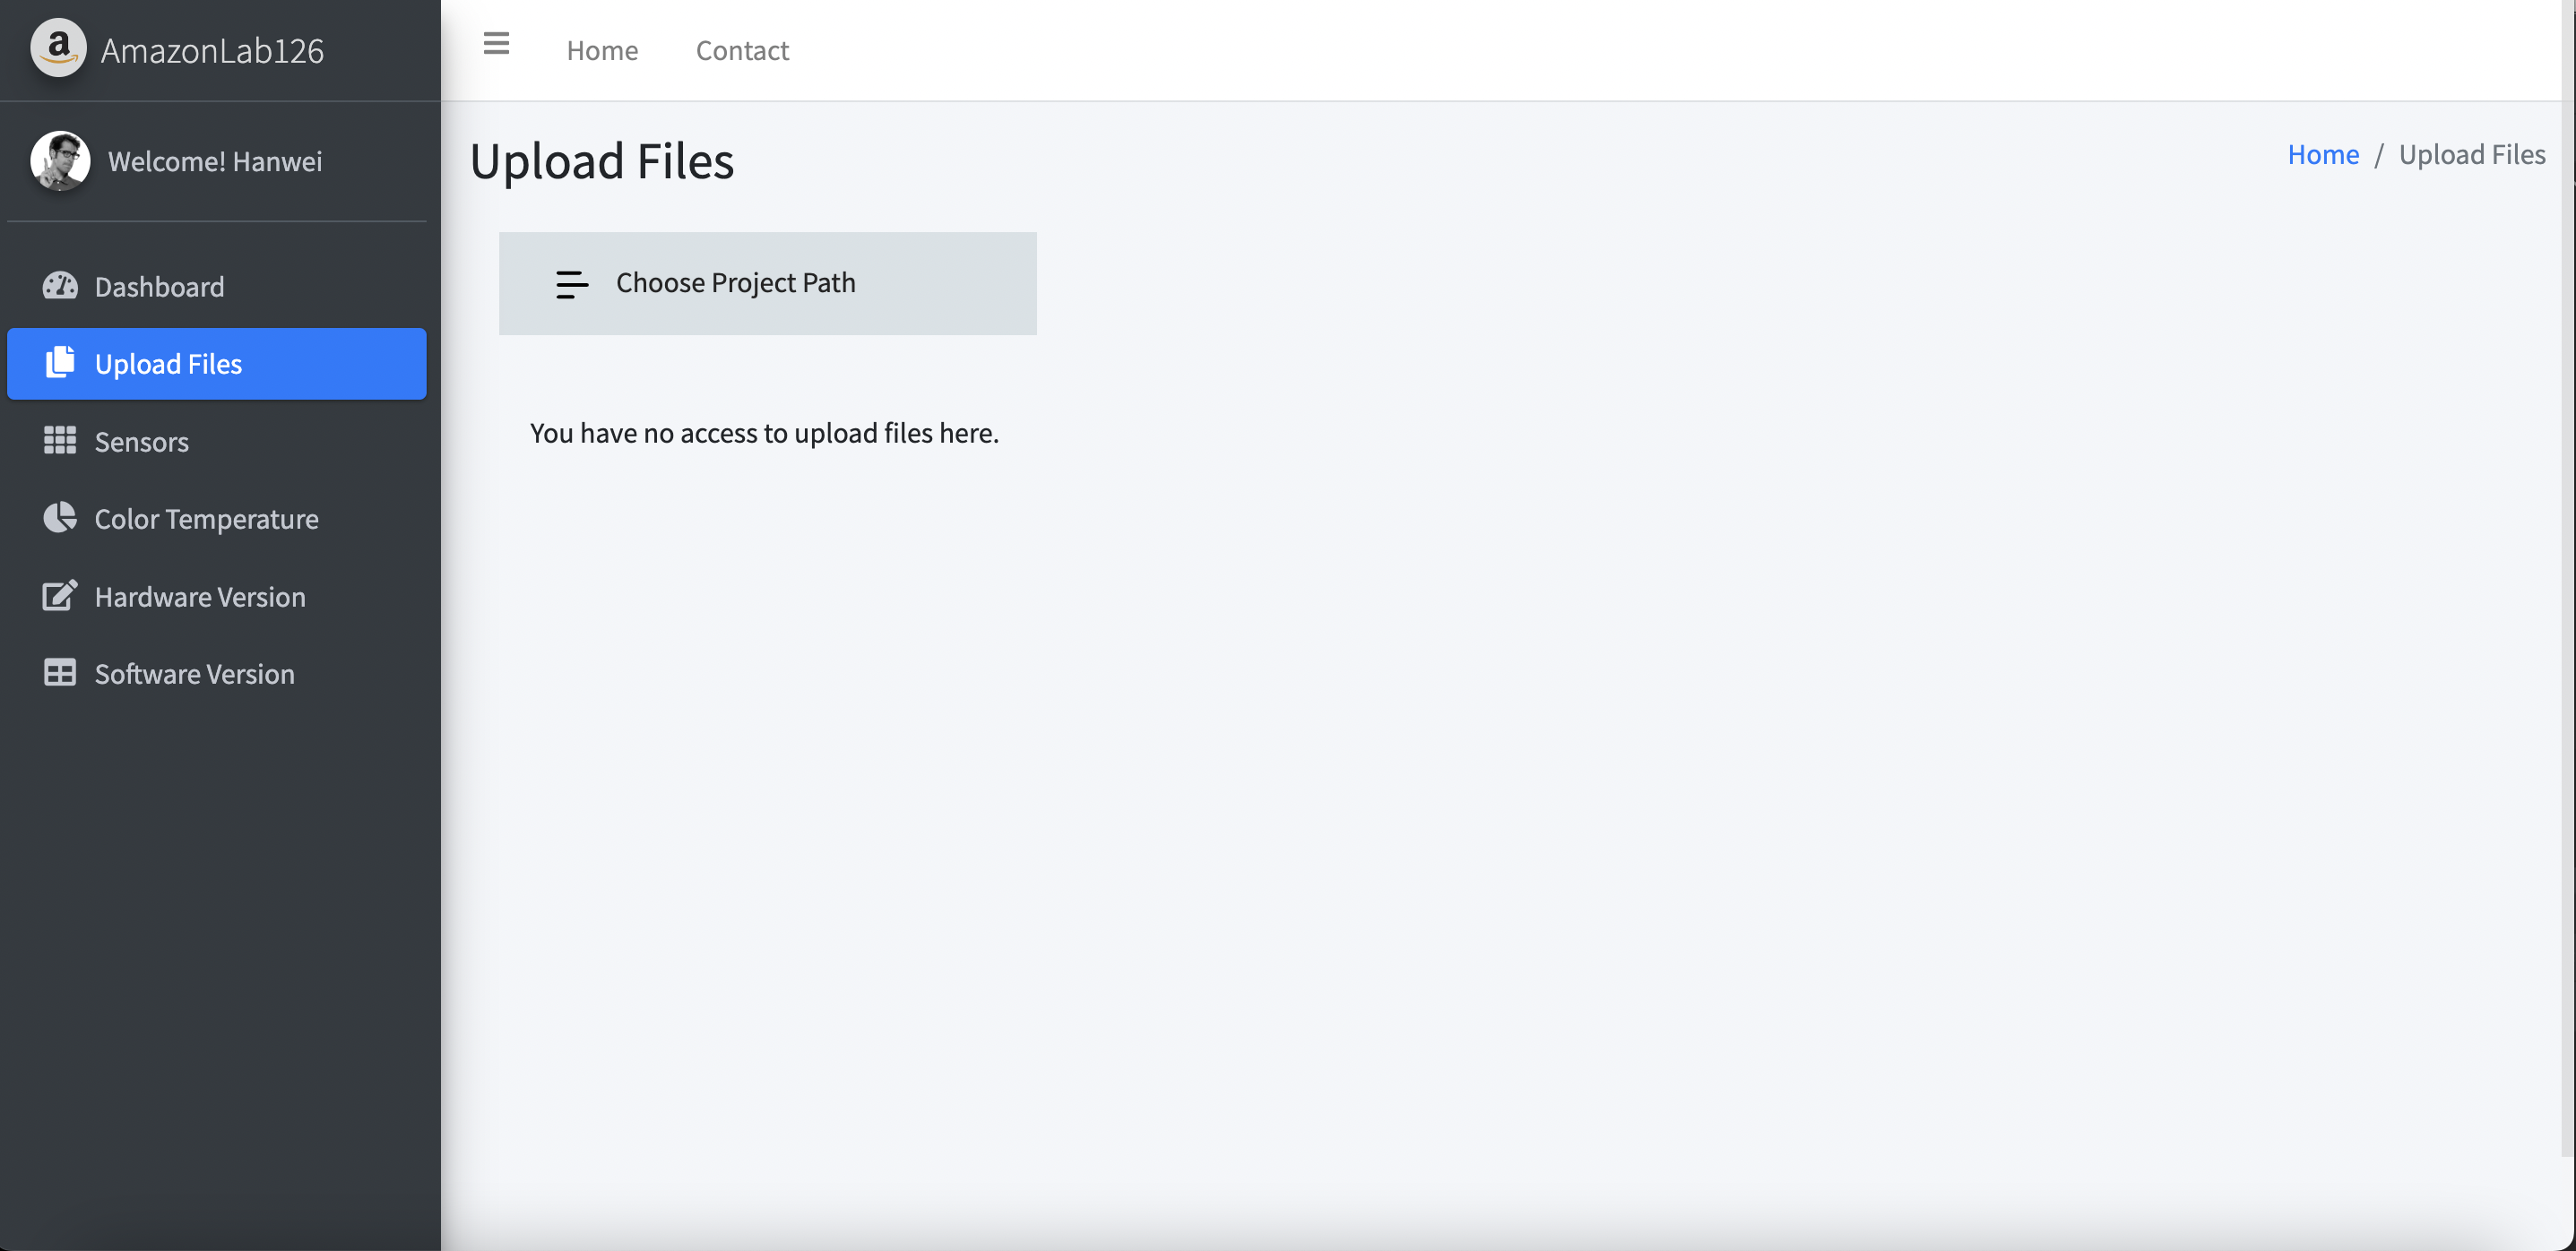 a AmazonLab126
Welcome! Hanwei
Dashboard
Upload Files
Sensors
Color Temperature
Hardware Version
Software Version
Home Contact
Upload Files
Home / Upload Files
Choose Project Path
You have no access to upload files here.